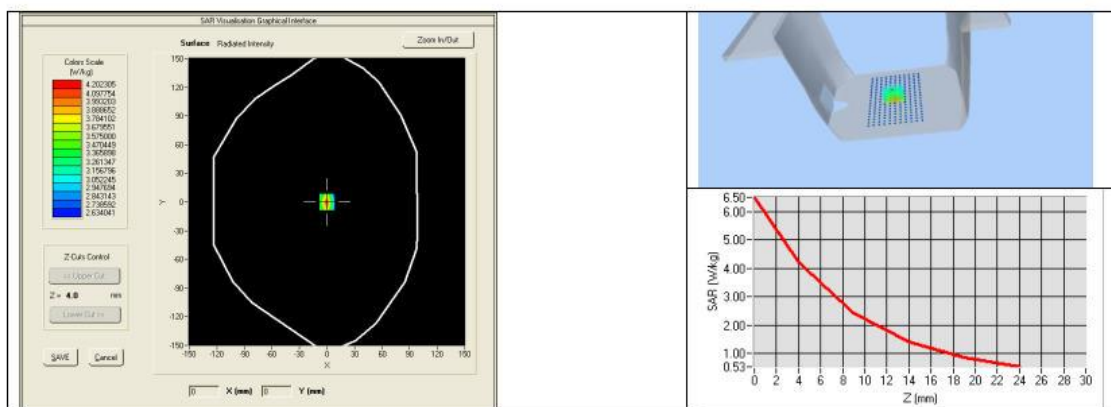 SAR Visualisation Graphical Interface
Surface Radiated Intensity
Zoom In/Out
Colors Scale
(W/kg)
4.202305
4.097754
3.993203
3.888652
3.784102
3.679551
3.575000
3.470449
3.365898
3.261347
3.156796
3.052245
2.947694
2.843143
2.738592
2.634041
150
120
90
60
30
0
-30
-60
-90
-120
-150
Y
-150 -120 -90 -60 -30 0 30 60 90 120 150
X
Z-Cuts Control
<< Upper Cut
Z = 4.0 mm
Lower Cut >>
SAVE Cancel
0 X (mm) 0 Y (mm)
6.50
6.00
5.00
4.00
3.00
2.00
1.00
0.53
SAR (W/kg)
0 2 4 6 8 10 12 14 16 18 20 22 24 26 28 30
Z (mm)